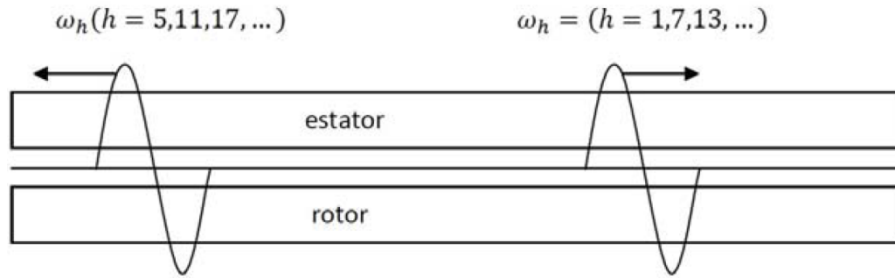 ωₕ(h = 5,11,17, …)
ωₕ = (h = 1,7,13, …)
estator
rotor